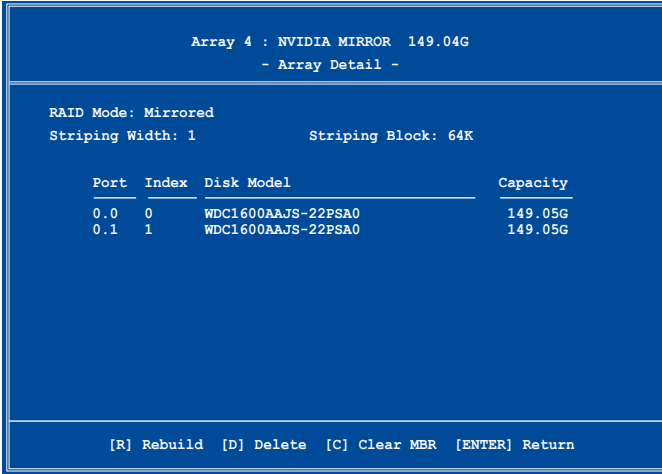 Array 4 : NVIDIA MIRROR 149.04G
- Array Detail -
RAID Mode: Mirrored
Striping Width: 1 Striping Block: 64K
Port Index Disk Model Capacity
0.0 0 WDC1600AAJS-22PSA0 149.05G
0.1 1 WDC1600AAJS-22PSA0 149.05G
[R] Rebuild [D] Delete [C] Clear MBR [ENTER] Return